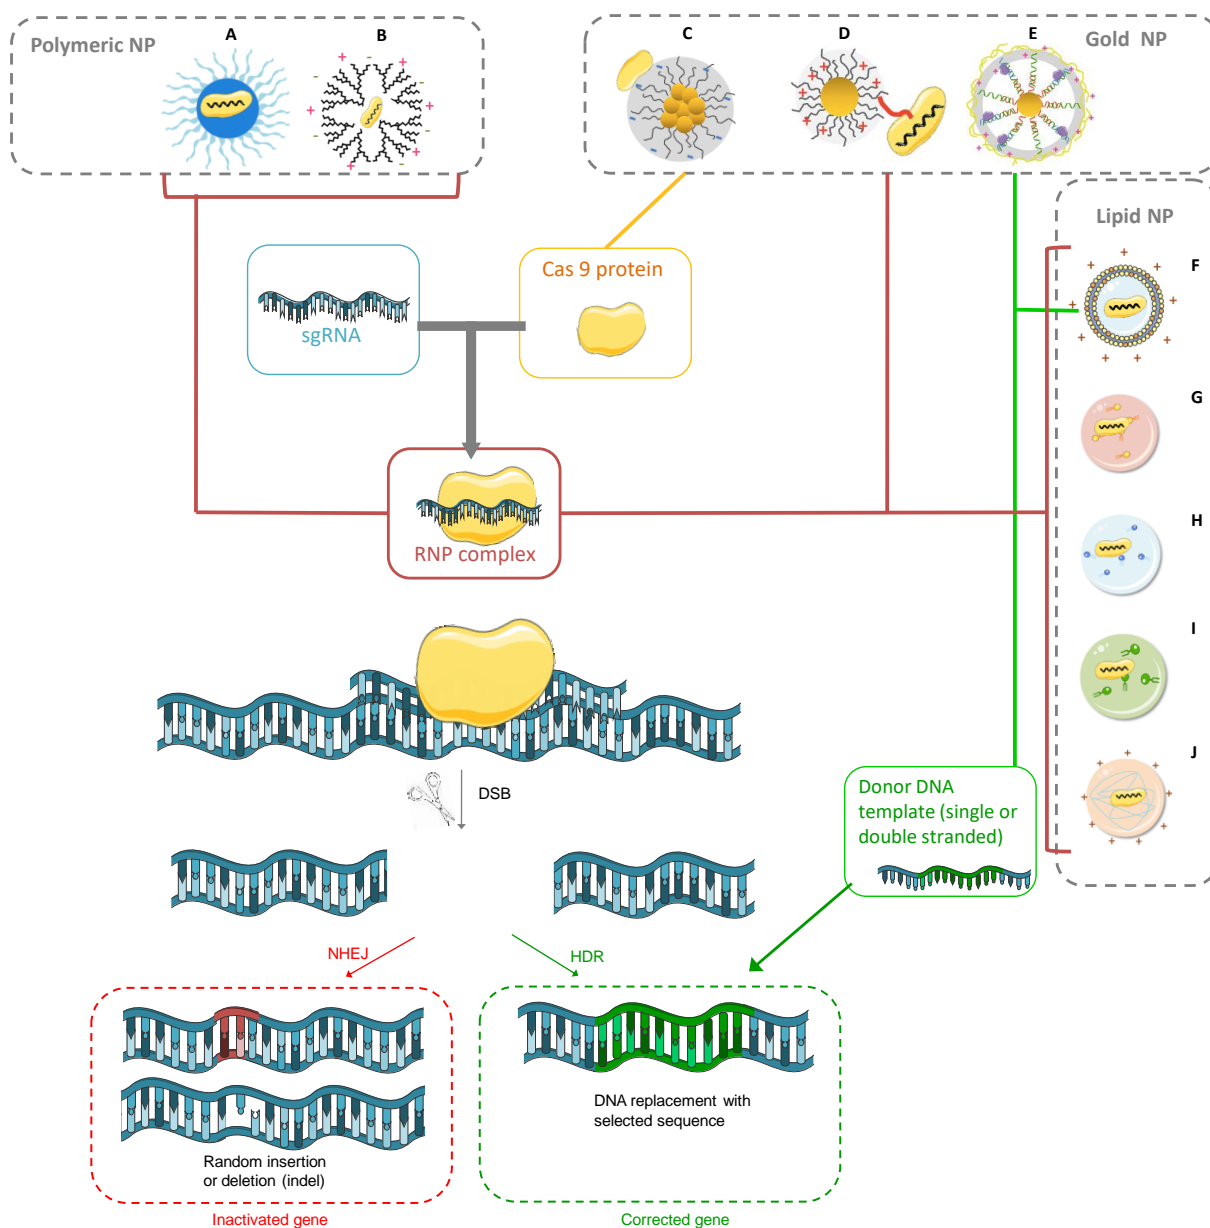 Polymeric NP
A
B
C
D
E
Gold NP
Lipid NP
F
G
H
I
J
sgRNA
Cas 9 protein
RNP complex
DSB
Donor DNA
template (single or
double stranded)
NHEJ
HDR
Random insertion
or deletion (indel)
DNA replacement with
selected sequence
Inactivated gene
Corrected gene